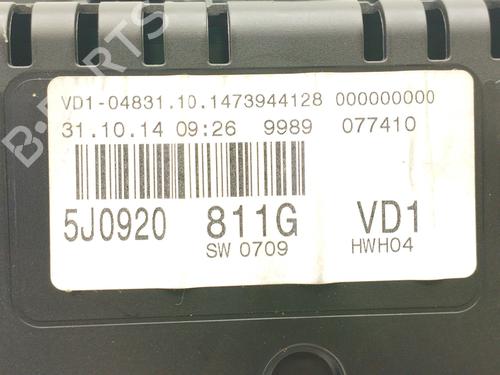 B-PARTS
VD1-04831.10.1473944128 000000000
31.10.14 09:26 9989 077410
5J0920 811G VD1
SW 0709 HWH04